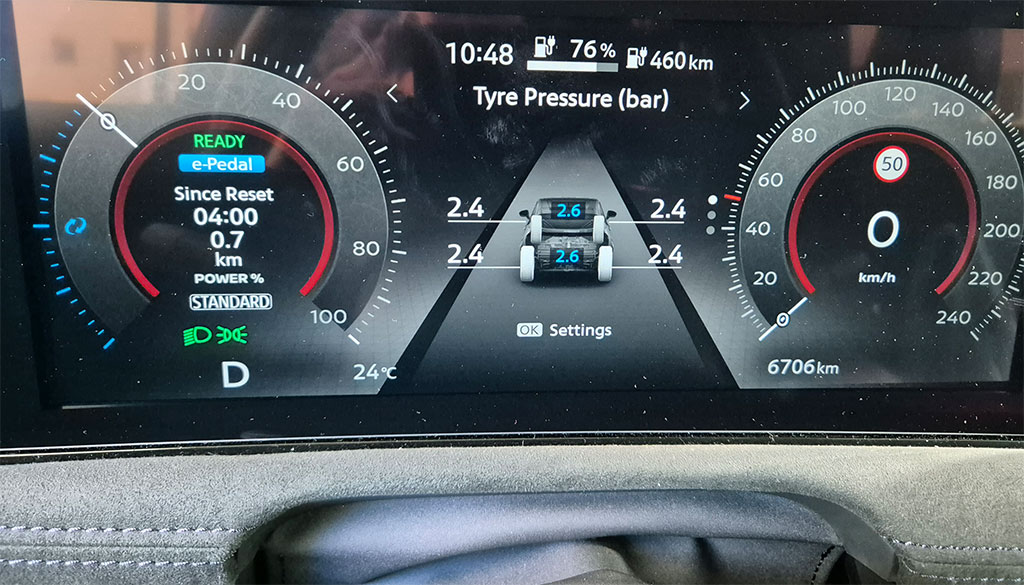 10:48 76% 460km
Tyre Pressure (bar)
20
40
60
80
100
READY
e-Pedal
Since Reset
04:00
0.7
km
POWER %
STANDARD
D
24°C
2.4 2.6 2.4
2.4 2.6 2.4
OK Settings
20
40
60
80
100
120
140
160
180
200
220
240
50
0
km/h
6706km